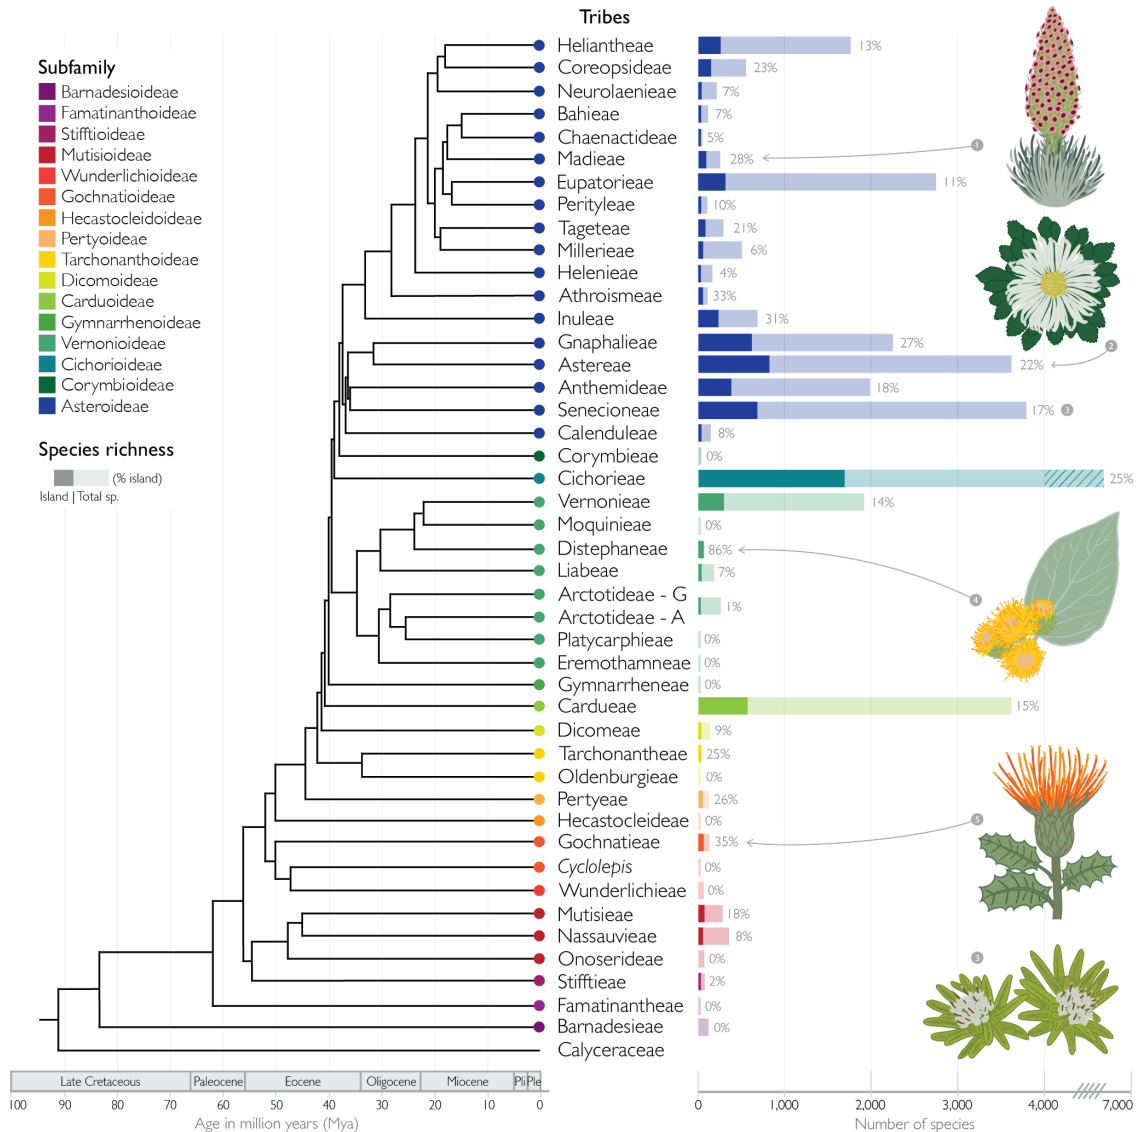 Tribes
Subfamily
Barnadesioideae
Famatinanthoideae
Stifftioideae
Mutisioideae
Wunderlichioideae
Gochnatioideae
Hecastocleidoideae
Pertyoideae
Tarchonanthoideae
Dicomoideae
Carduoideae
Gymnarrhenoideae
Vernonioideae
Cichorioideae
Corymbioideae
Asteroideae
Species richness
(% island)
Island | Total sp.
Heliantheae 13%
Coreopsideae 23%
Neurolaenieae 7%
Bahieae 7%
Chaenactideae 5%
Madieae 28% 1
Eupatorieae 11%
Perityleae 10%
Tageteae 21%
Millerieae 6%
Helenieae 4%
Athroismeae 33%
Inuleae 31%
Gnaphalieae 27%
Astereae 22% 2
Anthemideae 18%
Senecioneae 17% 3
Calenduleae 8%
Corymbieae 0%
Cichorieae 25%
Vernonieae 14%
Moquinieae 0%
Distephaneae 86% 4
Liabeae 7%
Arctotideae - G
1%
Arctotideae - A
Platycarphieae 0%
Eremothamneae 0%
Gymnarrheneae 0%
Cardueae 15%
Dicomeae 9%
Tarchonantheae 25%
Oldenburgieae 0%
Pertyeae 26%
Hecastocleideae 0%
Gochnatieae 35% 5
Cyclolepis 0%
Wunderlichieae 0%
Mutisieae 18%
Nassauvieae 8%
Onoserideae 0%
3
Stifftieae 2%
Famatinantheae 0%
Barnadesieae 0%
Calyceraceae
Late Cretaceous Paleocene Eocene Oligocene Miocene Pli Ple
100 90 80 70 60 50 40 30 20 10 0
Age in million years (Mya)
0 1,000 2,000 3,000 4,000 7,000
Number of species